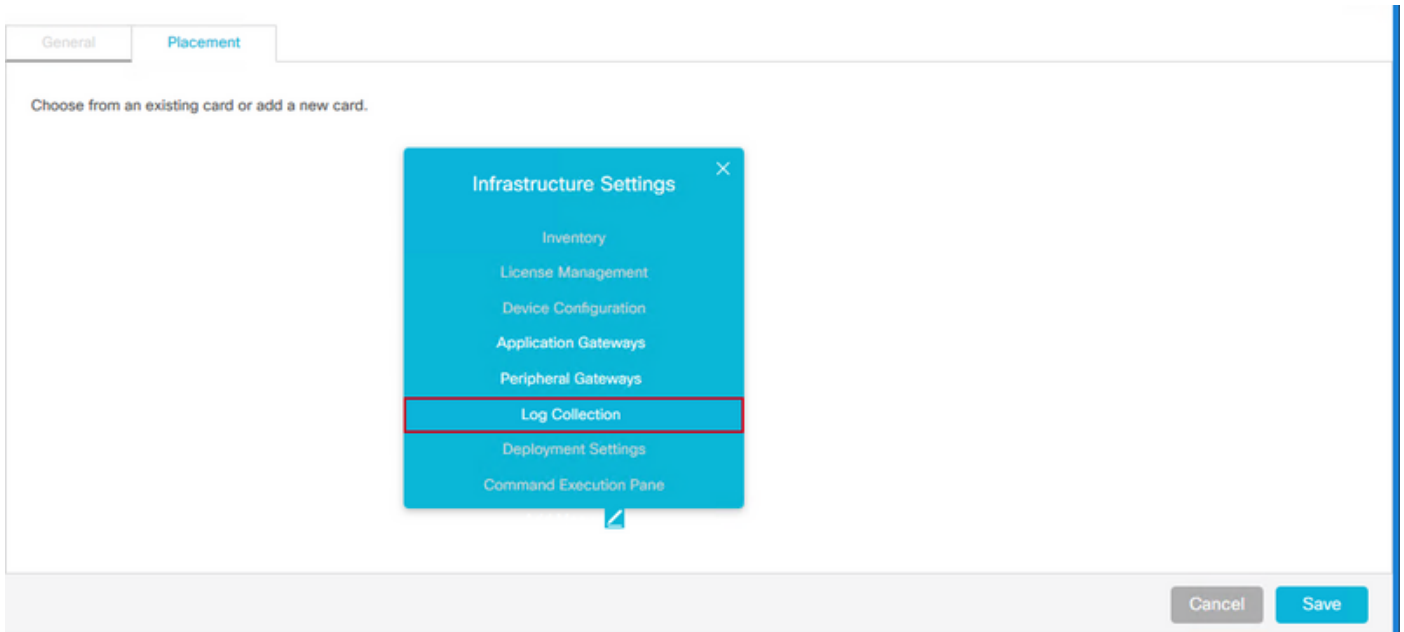 General
Placement
Choose from an existing card or add a new card.
Infrastructure Settings
Inventory
License Management
Device Configuration
Application Gateways
Peripheral Gateways
Log Collection
Deployment Settings
Command Execution Pane
Cancel
Save